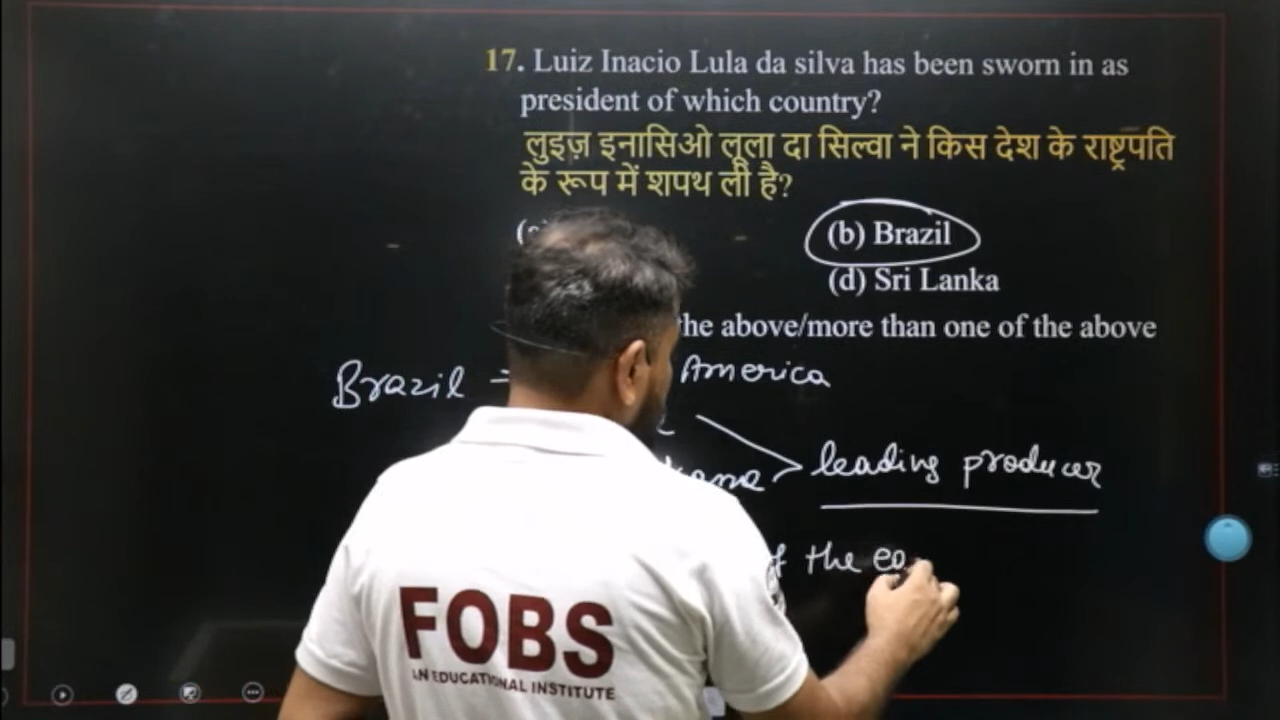 17. Luiz Inacio Lula da silva has been sworn in as
president of which country?
लुइज़ इनासिओ लूला दा सिल्वा ने किस देश के राष्ट्रपति
के रूप में शपथ ली है?
(b) Brazil
(d) Sri Lanka
the above/more than one of the above
Brazil = America
leading producer
of the
FOBS
AN EDUCATIONAL INSTITUTE